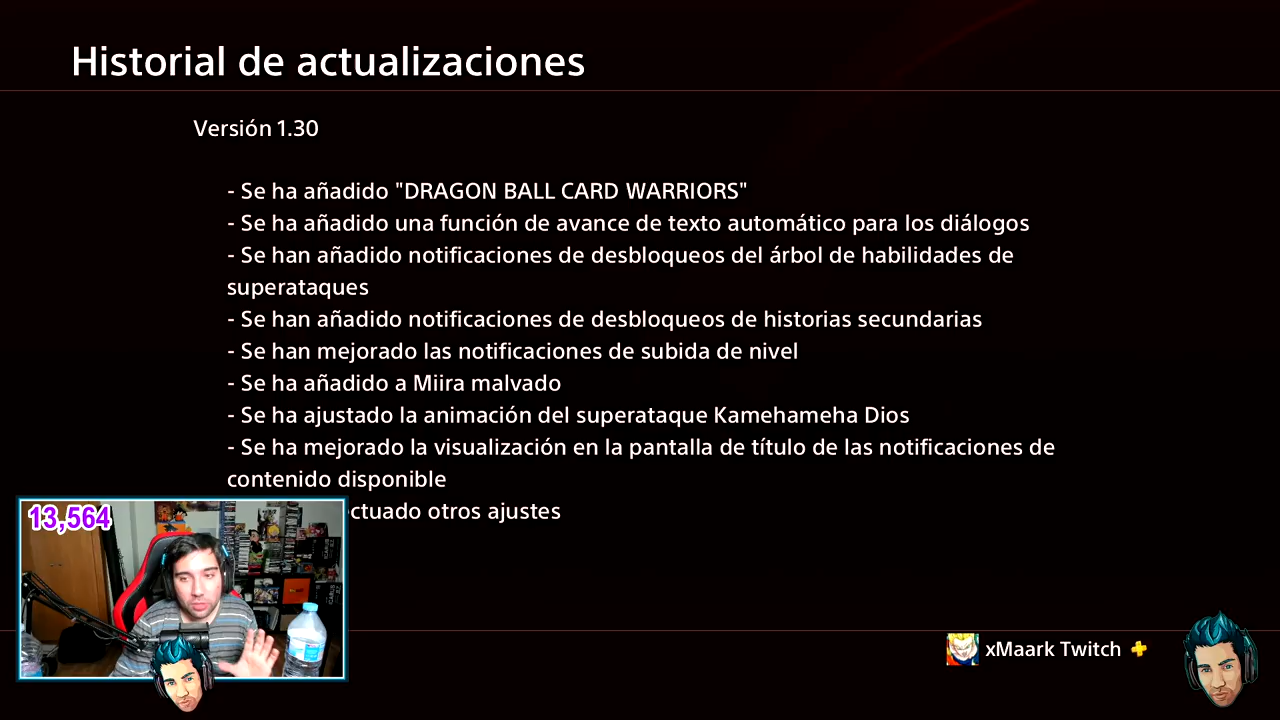 Historial de actualizaciones
Versión 1.30
- Se ha añadido "DRAGON BALL CARD WARRIORS"
- Se ha añadido una función de avance de texto automático para los diálogos
- Se han añadido notificaciones de desbloqueos del árbol de habilidades de
superataques
- Se han añadido notificaciones de desbloqueos de historias secundarias
- Se han mejorado las notificaciones de subida de nivel
- Se ha añadido a Miira malvado
- Se ha ajustado la animación del superataque Kamehameha Dios
- Se ha mejorado la visualización en la pantalla de título de las notificaciones de
contenido disponible
ctuado otros ajustes
13,564
xMaark Twitch